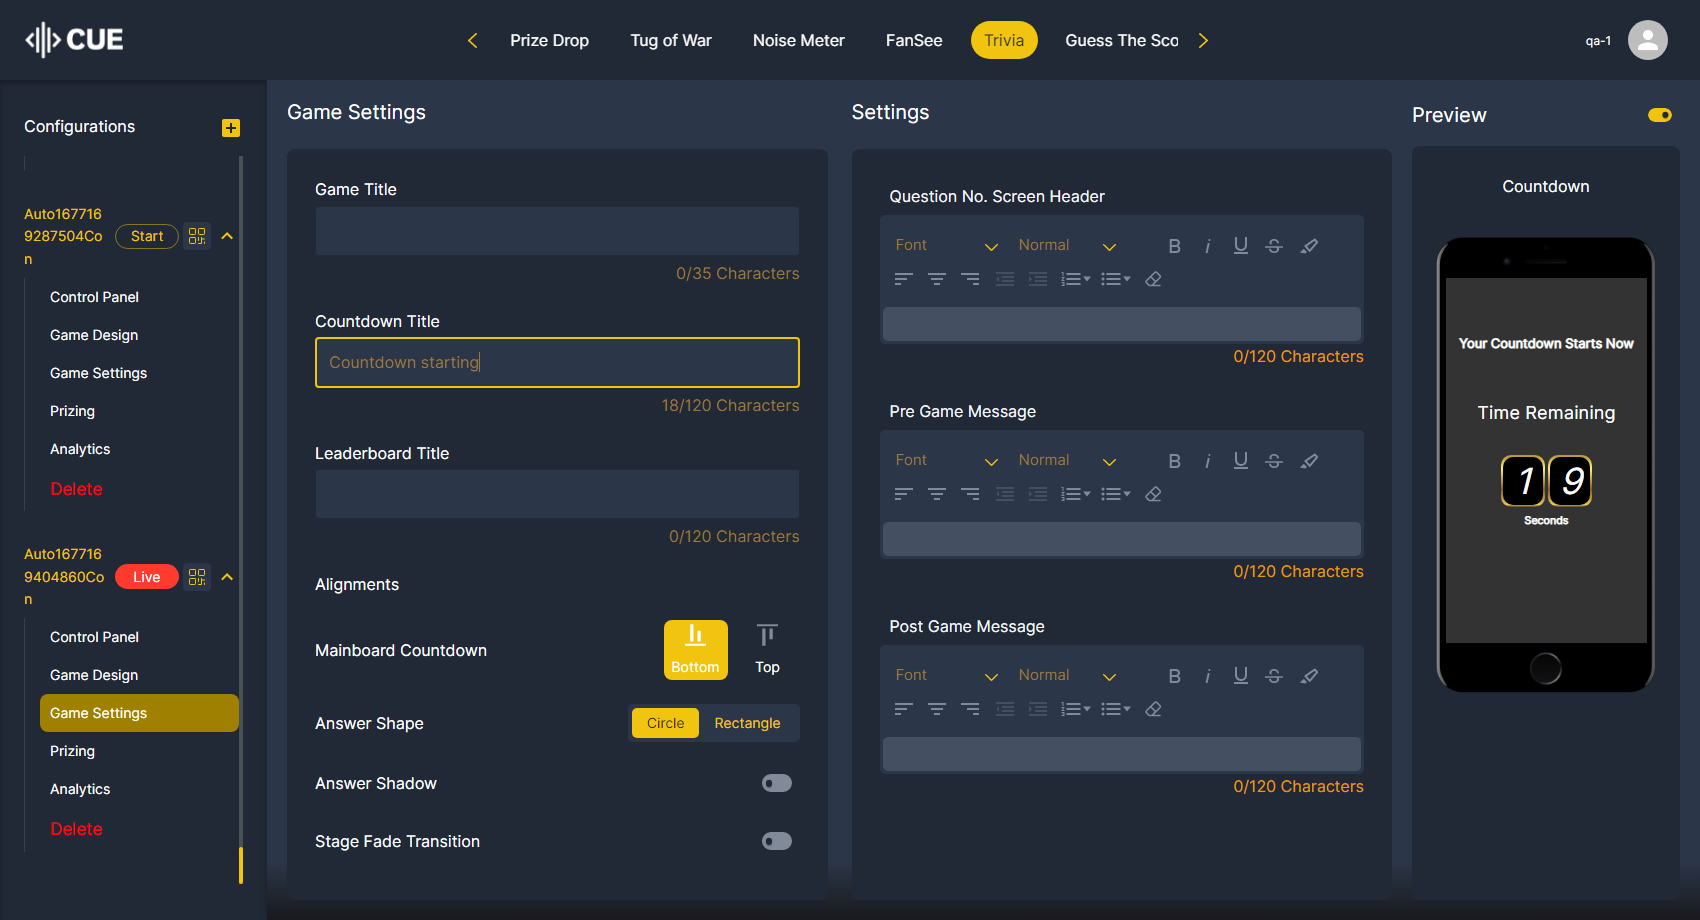 CUE
Prize Drop
Tug of War
Noise Meter
FanSee
Trivia
Guess The Sco
qa-1
Configurations
Auto167716
9287504Co
n
Start
Control Panel
Game Design
Game Settings
Prizing
Analytics
Delete
Auto167716
9404860Co
n
Live
Control Panel
Game Design
Game Settings
Prizing
Analytics
Delete
Game Settings
Game Title
0/35 Characters
Countdown Title
Countdown starting
18/120 Characters
Leaderboard Title
0/120 Characters
Alignments
Mainboard Countdown
Bottom
Top
Answer Shape
Circle
Rectangle
Answer Shadow
Stage Fade Transition
Settings
Question No. Screen Header
Font
Normal
B i U S
0/120 Characters
Pre Game Message
Font
Normal
B i U S
0/120 Characters
Post Game Message
Font
Normal
B i U S
0/120 Characters
Preview
Countdown
Your Countdown Starts Now
Time Remaining
1 9
Seconds